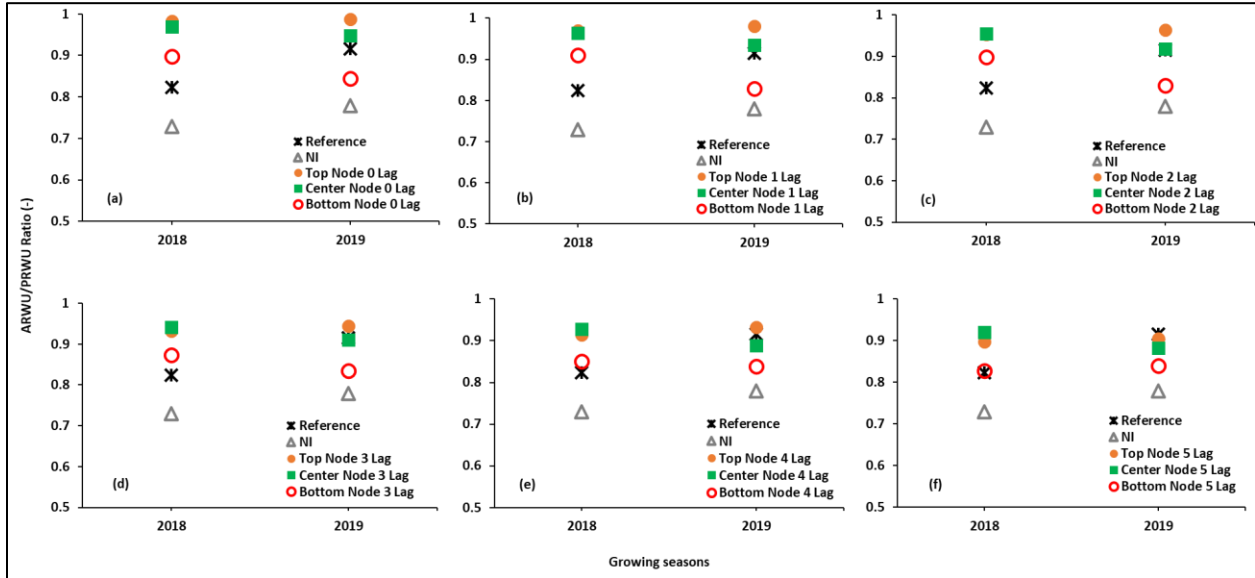 1
0.9
0.8
0.7
0.6
0.5
(a)
Reference
NI
Top Node 0 Lag
Center Node 0 Lag
Bottom Node 0 Lag
2018 2019
1
0.9
0.8
0.7
0.6
0.5
(b)
Reference
NI
Top Node 1 Lag
Center Node 1 Lag
Bottom Node 1 Lag
2018 2019
1
0.9
0.8
0.7
0.6
0.5
(c)
Reference
NI
Top Node 2 Lag
Center Node 2 Lag
Bottom Node 2 Lag
2018 2019
ARWU/PRWU Ratio (-)
1
0.9
0.8
0.7
0.6
0.5
(d)
Reference
NI
Top Node 3 Lag
Center Node 3 Lag
Bottom Node 3 Lag
2018 2019
1
0.9
0.8
0.7
0.6
0.5
(e)
Reference
NI
Top Node 4 Lag
Center Node 4 Lag
Bottom Node 4 Lag
2018 2019
1
0.9
0.8
0.7
0.6
0.5
(f)
Reference
NI
Top Node 5 Lag
Center Node 5 Lag
Bottom Node 5 Lag
2018 2019
Growing seasons